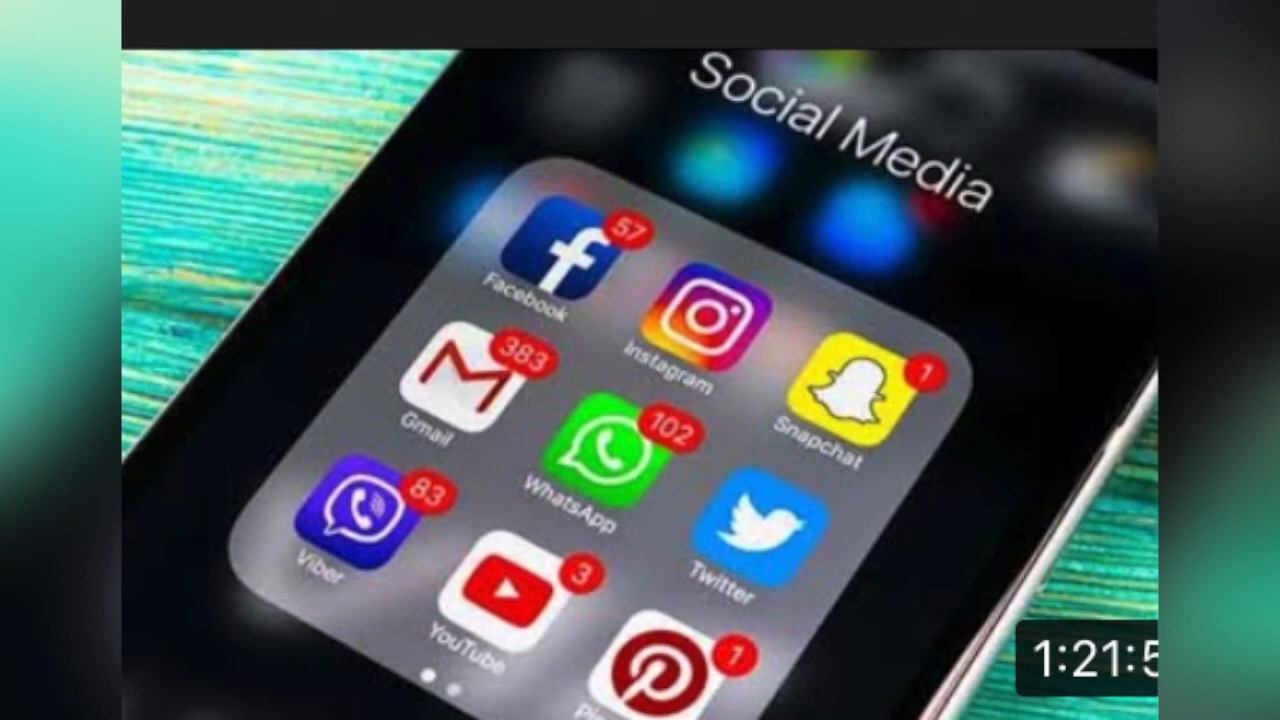 Social Media
57
Facebook
Instagram
1
Snapchat
383
Gmail
102
WhatsApp
Twitter
83
Viber
3
YouTube
1
1:21:5